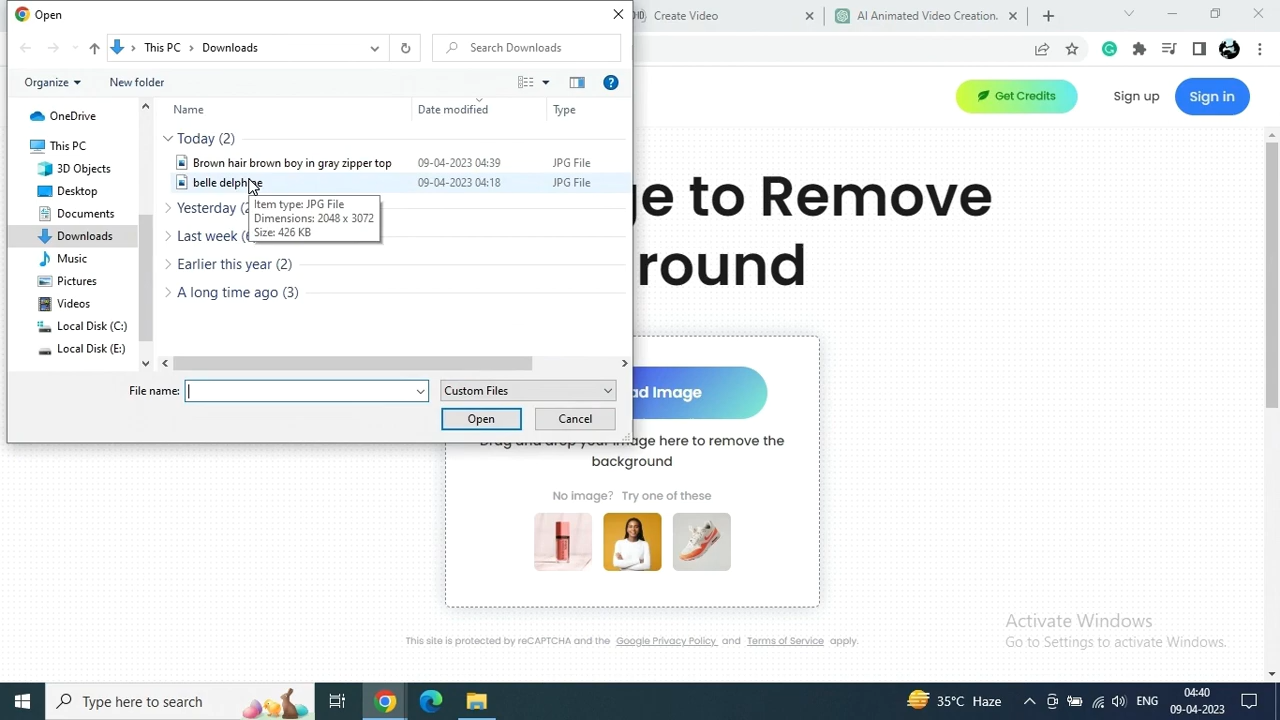 Open
Create Video
AI Animated Video Creation.
This PC
Downloads
Search Downloads
Organize
New folder
Get Credits
Sign up
Sign in
OneDrive
This PC
3D Objects
Desktop
Documents
Downloads
Music
Pictures
Videos
Local Disk (C:)
Local Disk (E:)
Name
Date modified
Type
Today (2)
Brown hair brown boy in gray zipper top
09-04-2023 04:39
JPG File
belle delph
09-04-2023 04:18
JPG File
Item type: JPG File
Dimensions: 2048 x 3072
Size: 426 KB
Yesterday
Last week
Earlier this year (2)
A long time ago (3)
File name:
Custom Files
Open
Cancel
ge to Remove
round
ad Image
Drag and drop your image here to remove the
background
No image? Try one of these
This site is protected by reCAPTCHA and the Google Privacy Policy and Terms of Service apply.
Activate Windows
Go to Settings to activate Windows.
Type here to search
35°C Haze
ENG
04:40
09-04-2023